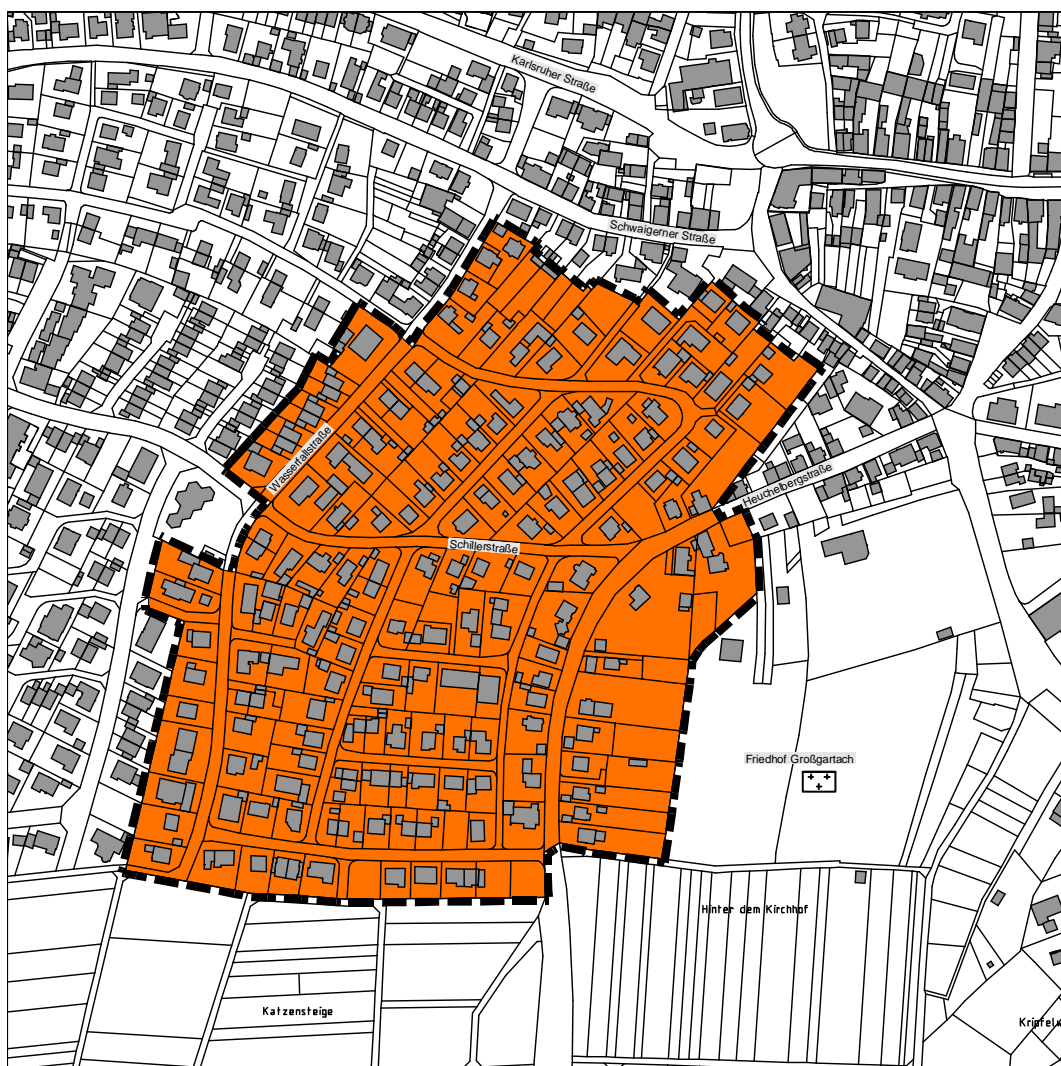 Karlsruher Straße
Schwaigerner Straße
Wasserfallstraße
Heuchelbergstraße
Schillerstraße
Friedhof Großgartach
Hinter dem Kirchhof
Katzensteige